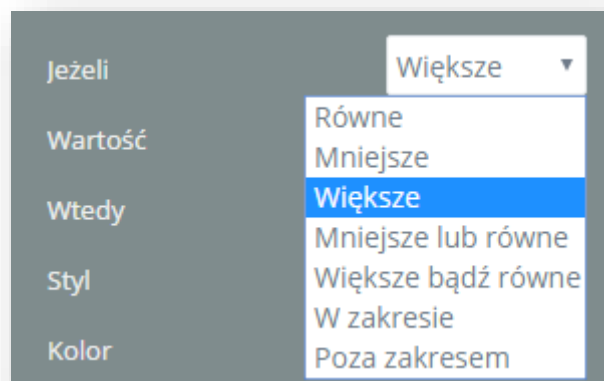 Jeżeli
Większe
Wartość
Wtedy
Styl
Kolor
Równe
Mniejsze
Większe
Mniejsze lub równe
Większe bądź równe
W zakresie
Poza zakresem